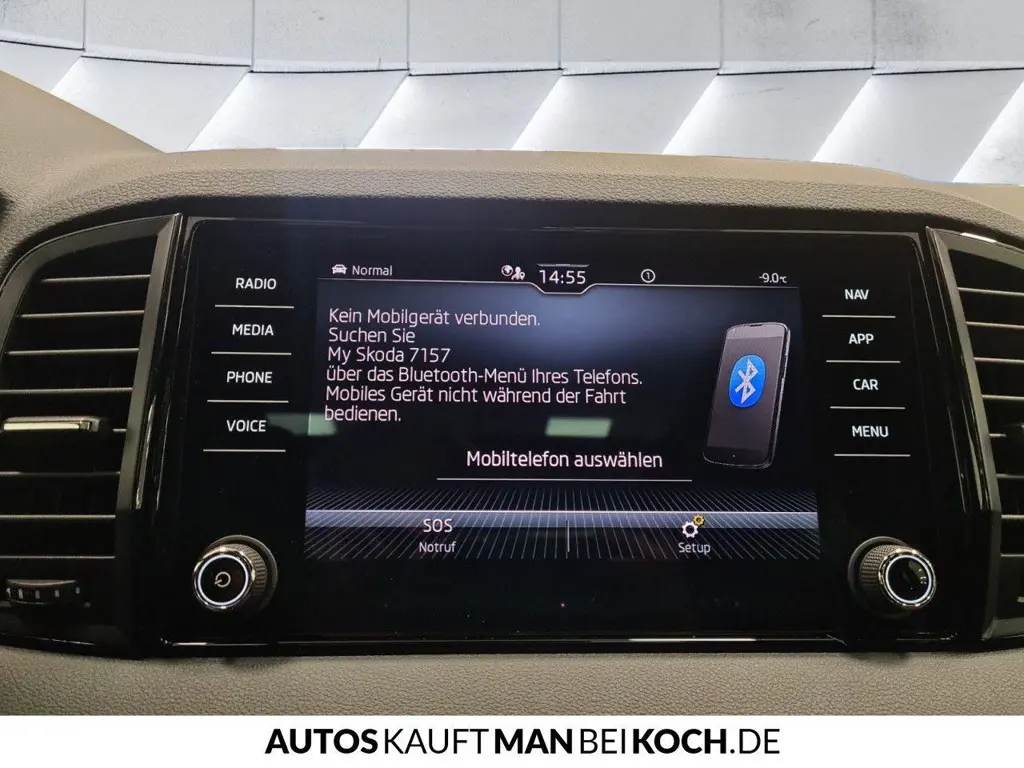 Normal 14:55 1 -9.0°C
RADIO
MEDIA
PHONE
VOICE
Kein Mobilgerät verbunden.
Suchen Sie
My Skoda 7157
über das Bluetooth-Menü Ihres Telefons.
Mobiles Gerät nicht während der Fahrt
bedienen.
Mobiltelefon auswählen
SOS
Notruf
Setup
NAV
APP
CAR
MENU
AUTOSKAUFTMANBEIKOCH.DE